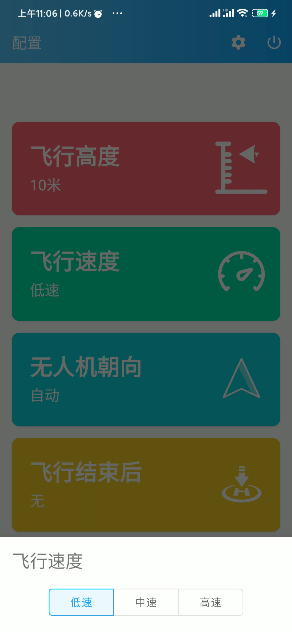 上午11:06 | 0.6K/s
配置
飞行高度
10米
飞行速度
低速
无人机朝向
自动
飞行结束后
无
飞行速度
低速 中速 高速